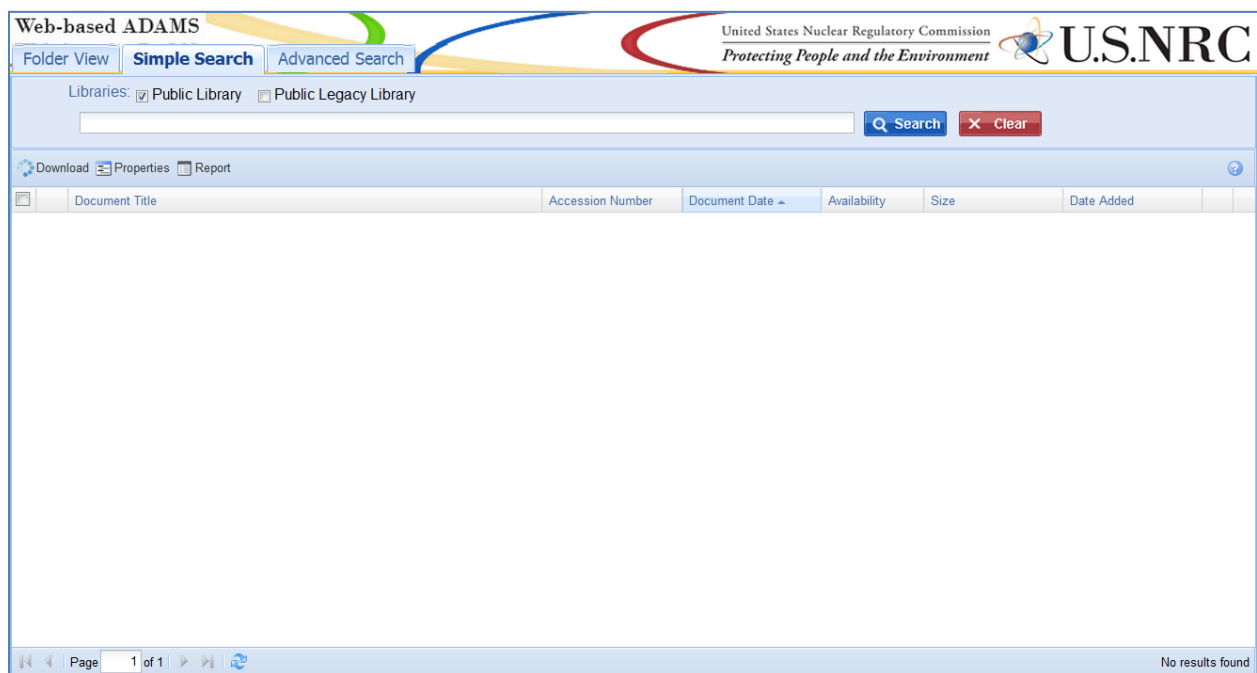 Web-based ADAMS
United States Nuclear Regulatory Commission
Protecting People and the Environment
U.S.NRC
Folder View Simple Search Advanced Search
Libraries: Public Library Public Legacy Library
Search Clear
Download Properties Report
Document Title Accession Number Document Date Availability Size Date Added
Page 1 of 1 No results found